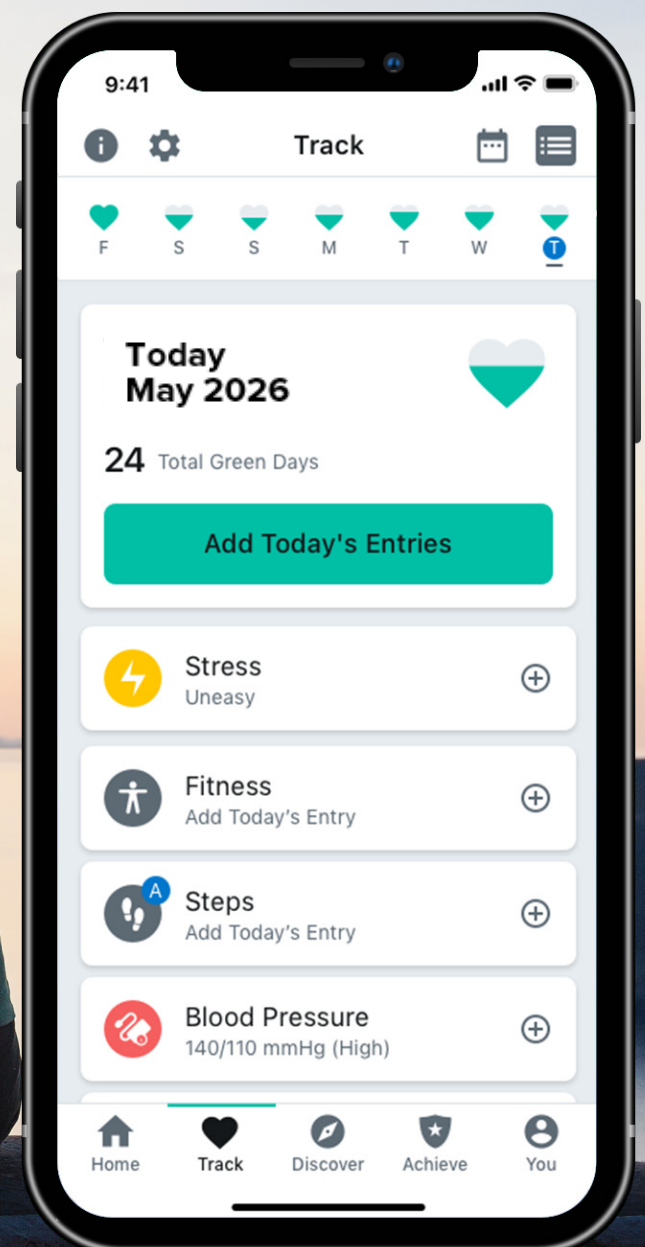 9:41
Track
F S S M T W T
Today
May 2026
24 Total Green Days
Add Today's Entries
Stress
Uneasy
Fitness
Add Today's Entry
A
Steps
Add Today's Entry
Blood Pressure
140/110 mmHg (High)
Home Track Discover Achieve You